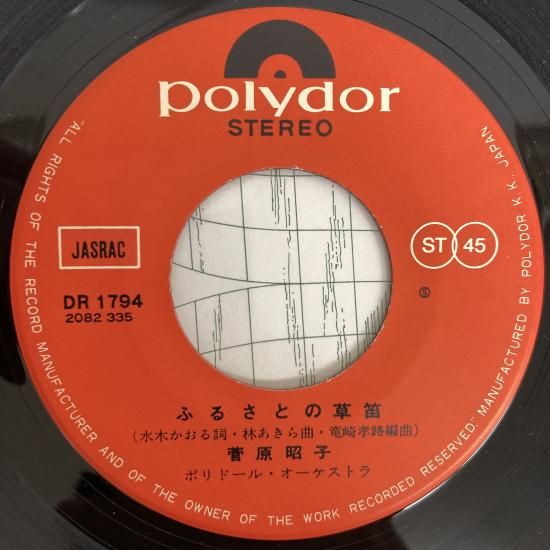 polydor
STEREO
JASRAC
ST 45
DR 1794
2082 335
Ⓢ
ふるさとの草笛
(水木かおる詞・林あきら曲・竜崎孝路編曲)
菅原昭子
ポリドール・オーケストラ
"ALL RIGHTS OF THE RECORD MANUFACTURER AND OF THE OWNER OF THE WORK RECORDED RESERVED." MANUFACTURED BY POLYDOR K.K. JAPAN